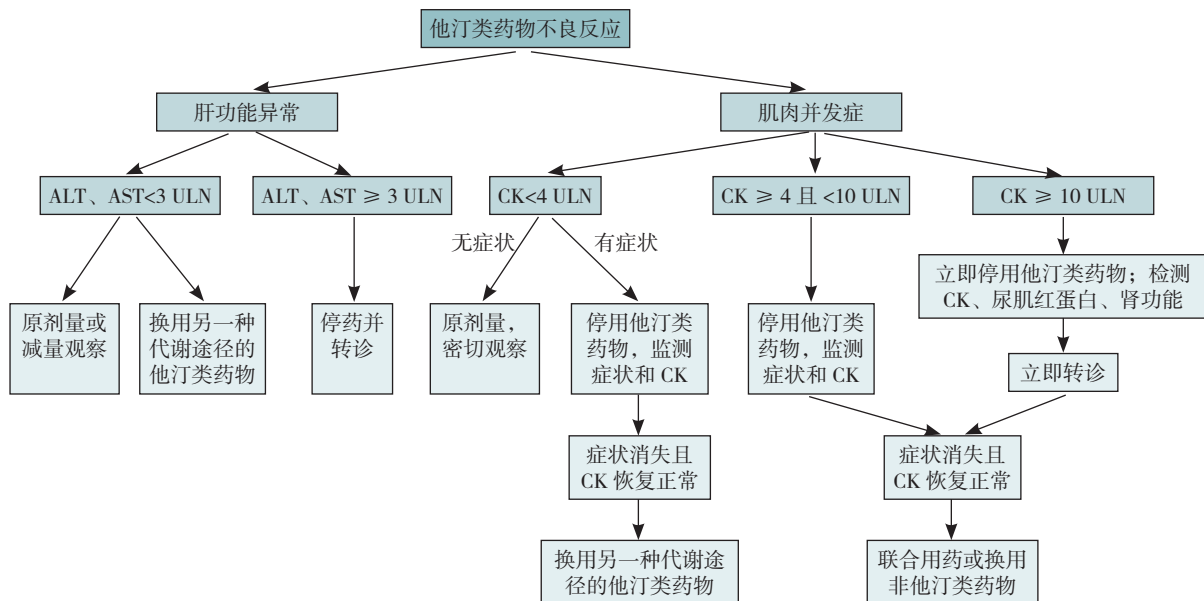 他汀类药物不良反应
肝功能异常
肌肉并发症
ALT、AST<3 ULN
ALT、AST ≥ 3 ULN
CK<4 ULN
CK ≥ 4 且 <10 ULN
CK ≥ 10 ULN
无症状
有症状
原剂量或
减量观察
换用另一种
代谢途径的
他汀类药物
停药并
转诊
原剂量，
密切观察
停用他汀类
药物，监测
症状和 CK
停用他汀类
药物，监测
症状和 CK
立即停用他汀类药物；检测
CK、尿肌红蛋白、肾功能
立即转诊
症状消失且
CK 恢复正常
症状消失且
CK 恢复正常
换用另一种代谢途
径的他汀类药物
联合用药或换用
非他汀类药物